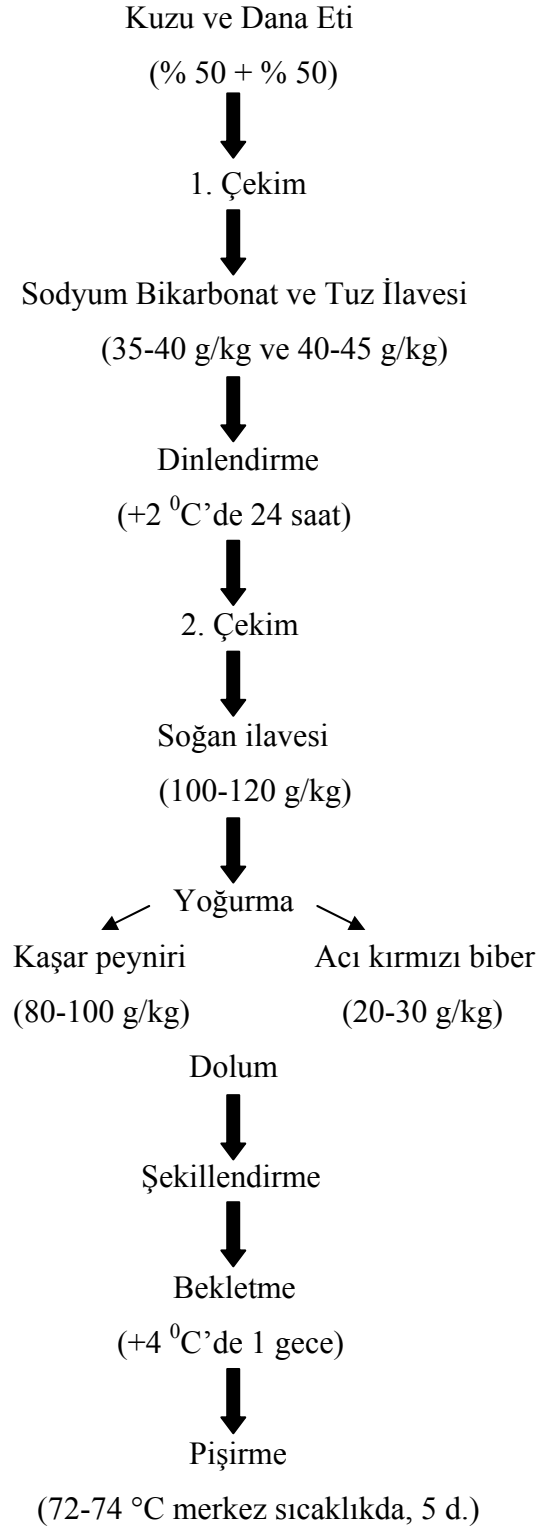 Kuzu ve Dana Eti
(% 50 + % 50)
1. Çekim
Sodyum Bikarbonat ve Tuz İlavesi
(35-40 g/kg ve 40-45 g/kg)
Dinlendirme
(+2 ⁰C’de 24 saat)
2. Çekim
Soğan ilavesi
(100-120 g/kg)
Yoğurma
Kaşar peyniri
(80-100 g/kg)
Acı kırmızı biber
(20-30 g/kg)
Dolum
Şekillendirme
Bekletme
(+4 ⁰C’de 1 gece)
Pişirme
(72-74 °C merkez sıcaklıkda, 5 d.)